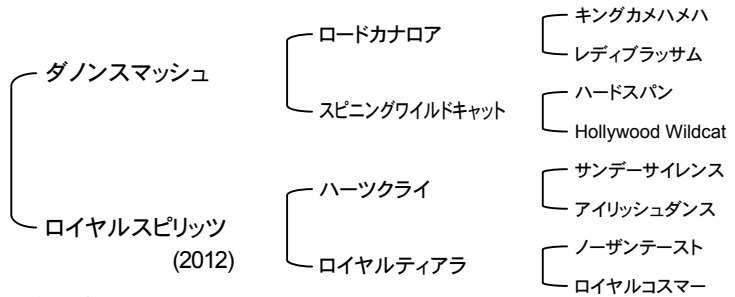 キングカメハメハ
ロードカナロア
レディブラッサム
ダノンスマッシュ
ハードスパン
スピニングワイルドキャット
Hollywood Wildcat
サンデーサイレンス
ハーツクライ
アイリッシュダンス
ロイヤルスピリッツ
(2012)
ノーザンテースト
ロイヤルティアラ
ロイヤルコスマー